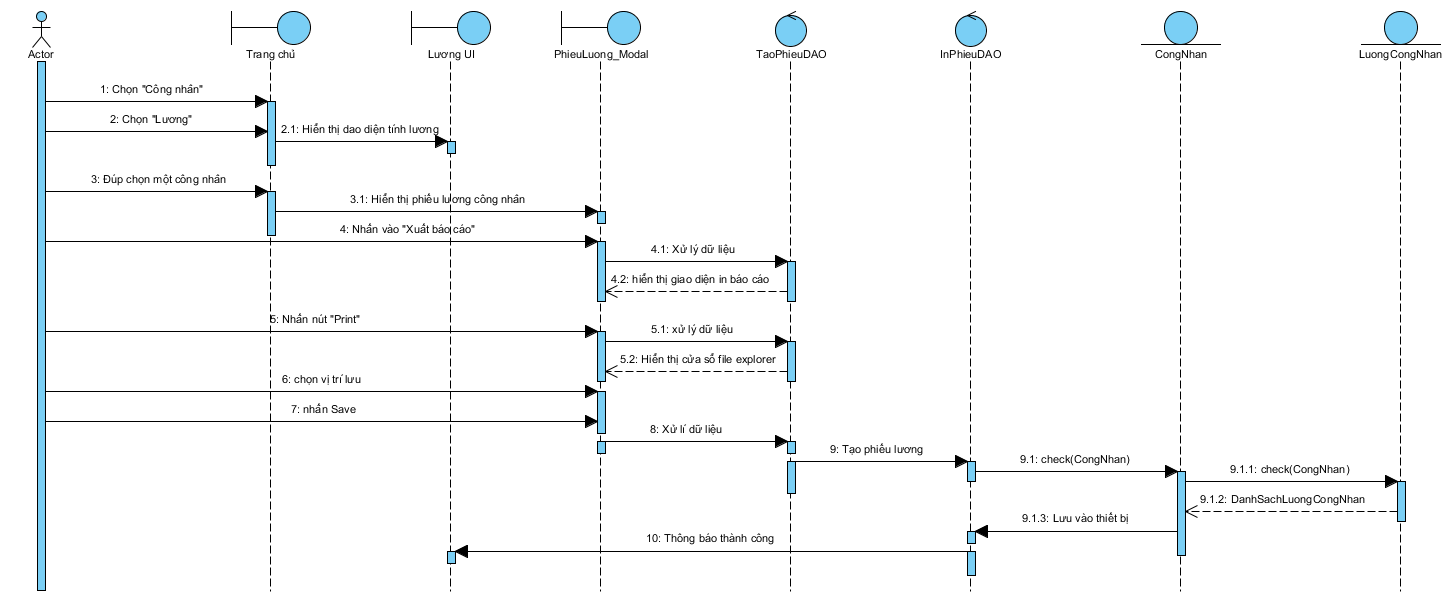 Actor
Trang chủ
Lương UI
PhieuLuong_Modal
TaoPhieuDAO
InPhieuDAO
CongNhan
LuongCongNhan
1: Chọn "Công nhân"
2: Chọn "Lương"
2.1: Hiển thị dao diện tính lương
3: Đúp chọn một công nhân
3.1: Hiển thị phiếu lương công nhân
4: Nhấn vào "Xuất báo cáo"
4.1: Xử lý dữ liệu
4.2: hiển thị giao diện in báo cáo
5: Nhấn nút "Print"
5.1: xử lý dữ liệu
5.2: Hiển thị cửa sổ file explorer
6: chọn vị trí lưu
7: nhấn Save
8: Xử lí dữ liệu
9: Tạo phiếu lương
9.1: check(CongNhan)
9.1.1: check(CongNhan)
9.1.2: DanhSachLuongCongNhan
9.1.3: Lưu vào thiết bị
10: Thông báo thành công